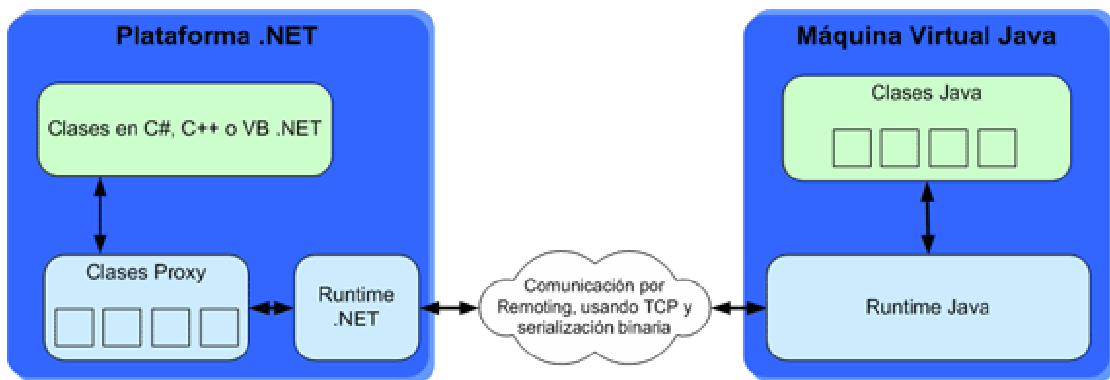 Plataforma .NET
Clases en C#, C++ o VB .NET
Clases Proxy
Runtime
.NET
Comunicación por
Remoting, usando TCP y
serialización binaria
Máquina Virtual Java
Clases Java
Runtime Java